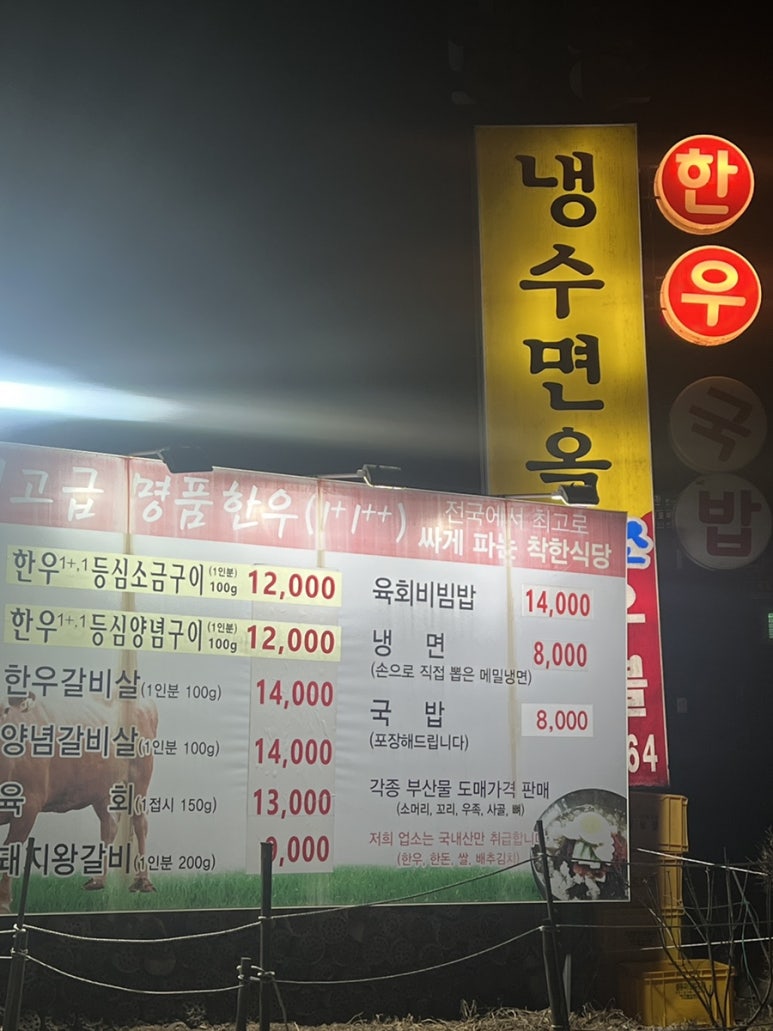 냉수면옥
한우
국밥
고급 명품한우(1+1++)
전국에서 최고로
싸게 파는 착한식당
한우1+,1등심소금구이(1인분) 100g 12,000
한우1+,1등심양념구이(1인분) 100g 12,000
한우갈비살(1인분 100g) 14,000
양념갈비살(1인분 100g) 14,000
육 회(1접시 150g) 13,000
돼지왕갈비(1인분 200g) 9,000
육회비빔밥 14,000
냉 면 8,000
(손으로 직접 뽑은 메밀냉면)
국 밥 8,000
(포장해드립니다)
각종 부산물 도매가격 판매
(소머리, 꼬리, 우족, 사골, 뼈)
저희 업소는 국내산만 취급합니
(한우, 한돈, 쌀, 배추김치)
64